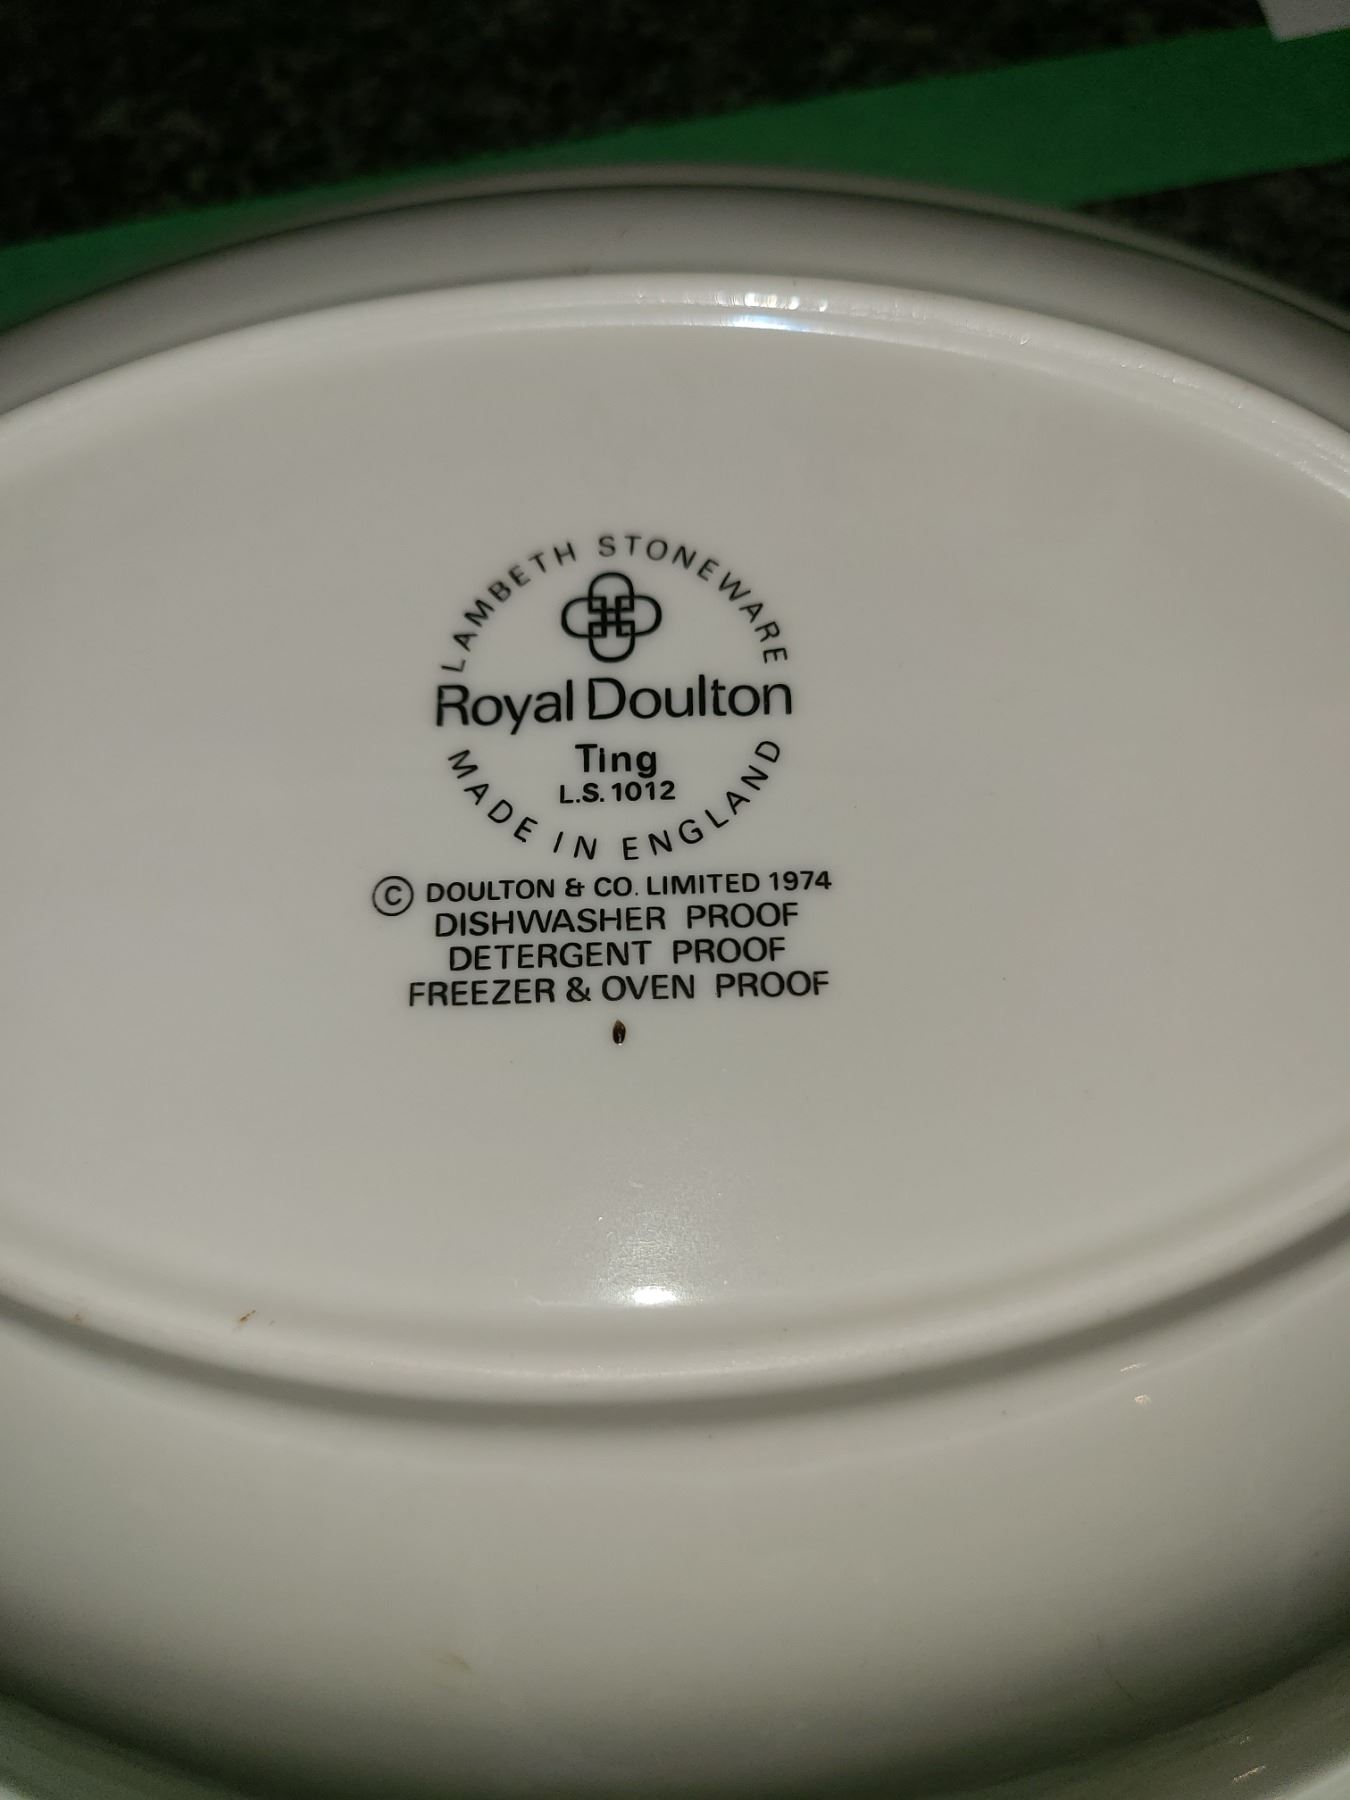 LAMBETH STONEWARE
Royal Doulton
Ting
L.S. 1012
MADE IN ENGLAND
© DOULTON & CO. LIMITED 1974
DISHWASHER PROOF
DETERGENT PROOF
FREEZER & OVEN PROOF